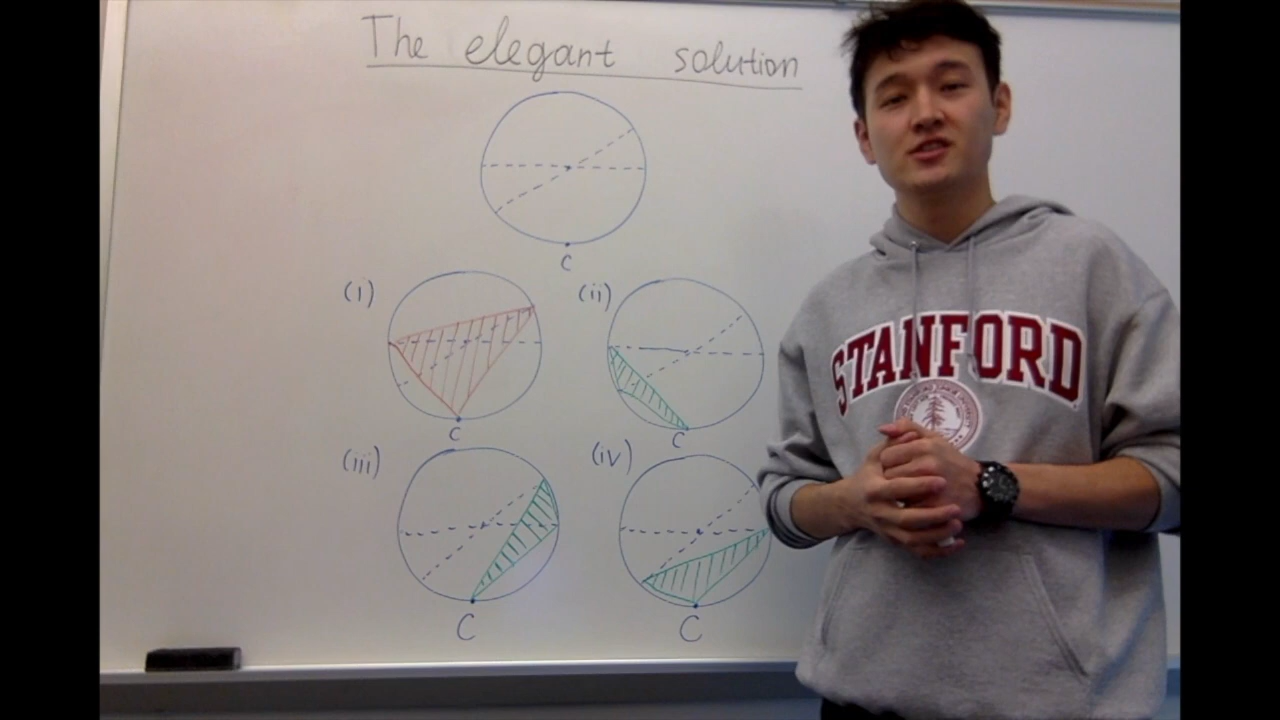 The elegant solution
C
(i)
(ii)
C
C
(iii)
(iv)
C
C
STANFORD